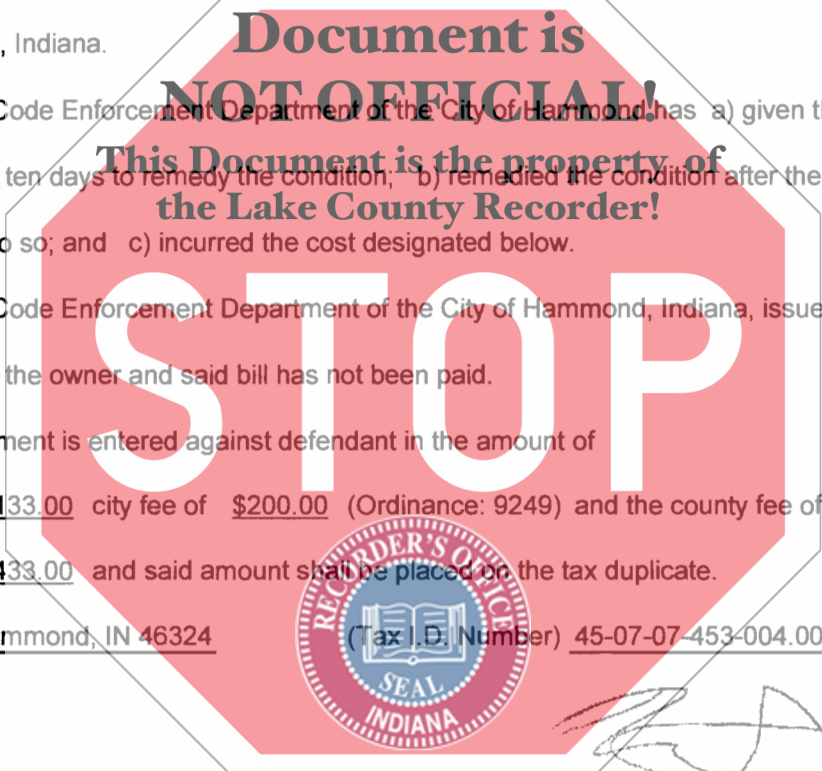 Document is
, Indiana.
NOT OFFICIAL!
Code Enforcement Department of the City of Hammond has a) given
This Document is the property of
ten days to remedy the condition; b) remedied the condition after the
the Lake County Recorder!
so; and c) incurred the cost designated below.
STOP
Code Enforcement Department of the City of Hammond, Indiana, issue
the owner and said bill has not been paid.
ment is entered against defendant in the amount of
33.00 city fee of $200.00 (Ordinance: 9249) and the county fee of
33.00 and said amount shall be placed on the tax duplicate.
mmond, IN 46324 (Tax I.D. Number) 45-07-07-453-004.00
RECORDER'S OFFICE
SEAL
INDIANA